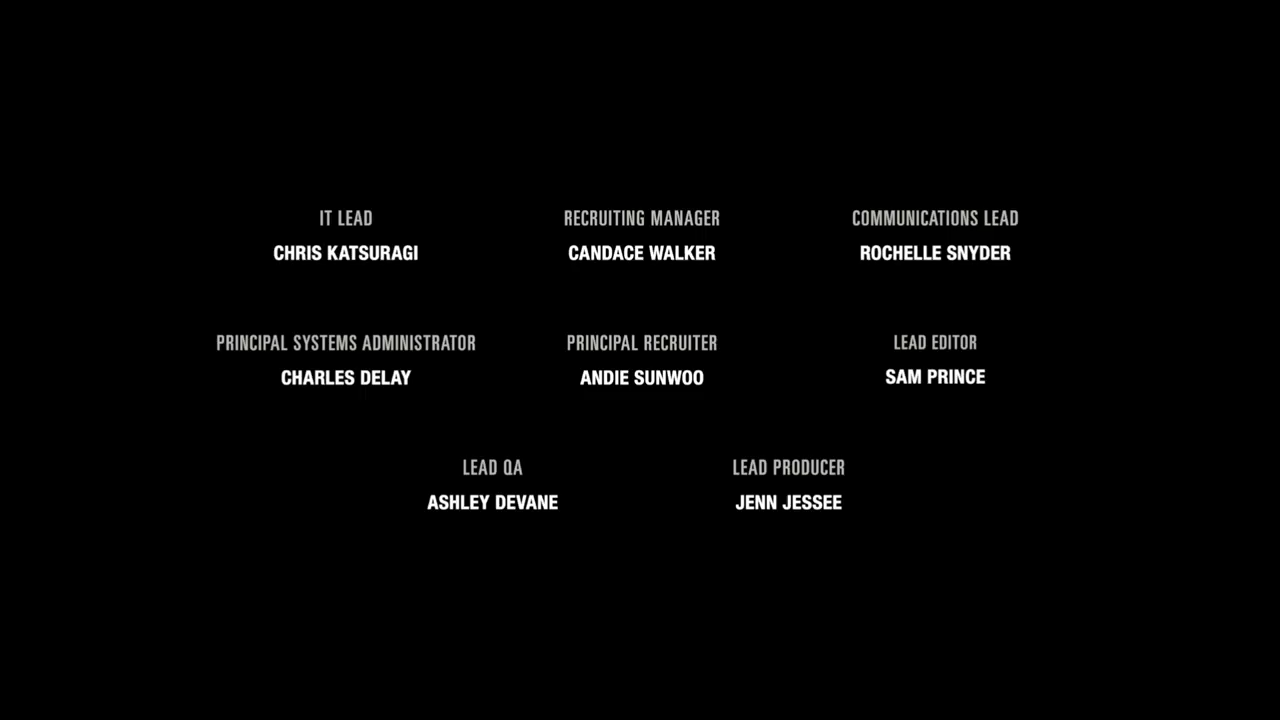 IT LEAD
CHRIS KATSURAGI
RECRUITING MANAGER
CANDACE WALKER
COMMUNICATIONS LEAD
ROCHELLE SNYDER
PRINCIPAL SYSTEMS ADMINISTRATOR
CHARLES DELAY
PRINCIPAL RECRUITER
ANDIE SUNWOO
LEAD EDITOR
SAM PRINCE
LEAD QA
ASHLEY DEVANE
LEAD PRODUCER
JENN JESSEE